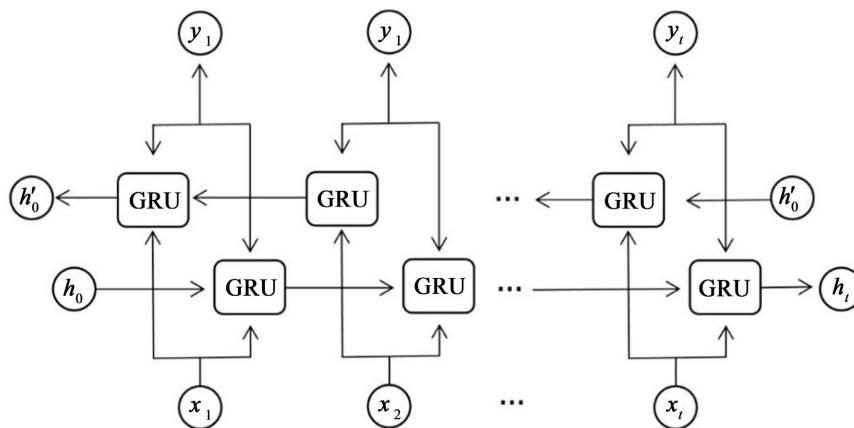 y₁ y₁ yₜ
h′₀ GRU GRU ... GRU h′₀
h₀ GRU GRU ... GRU hₜ
x₁ x₂ ... xₜ